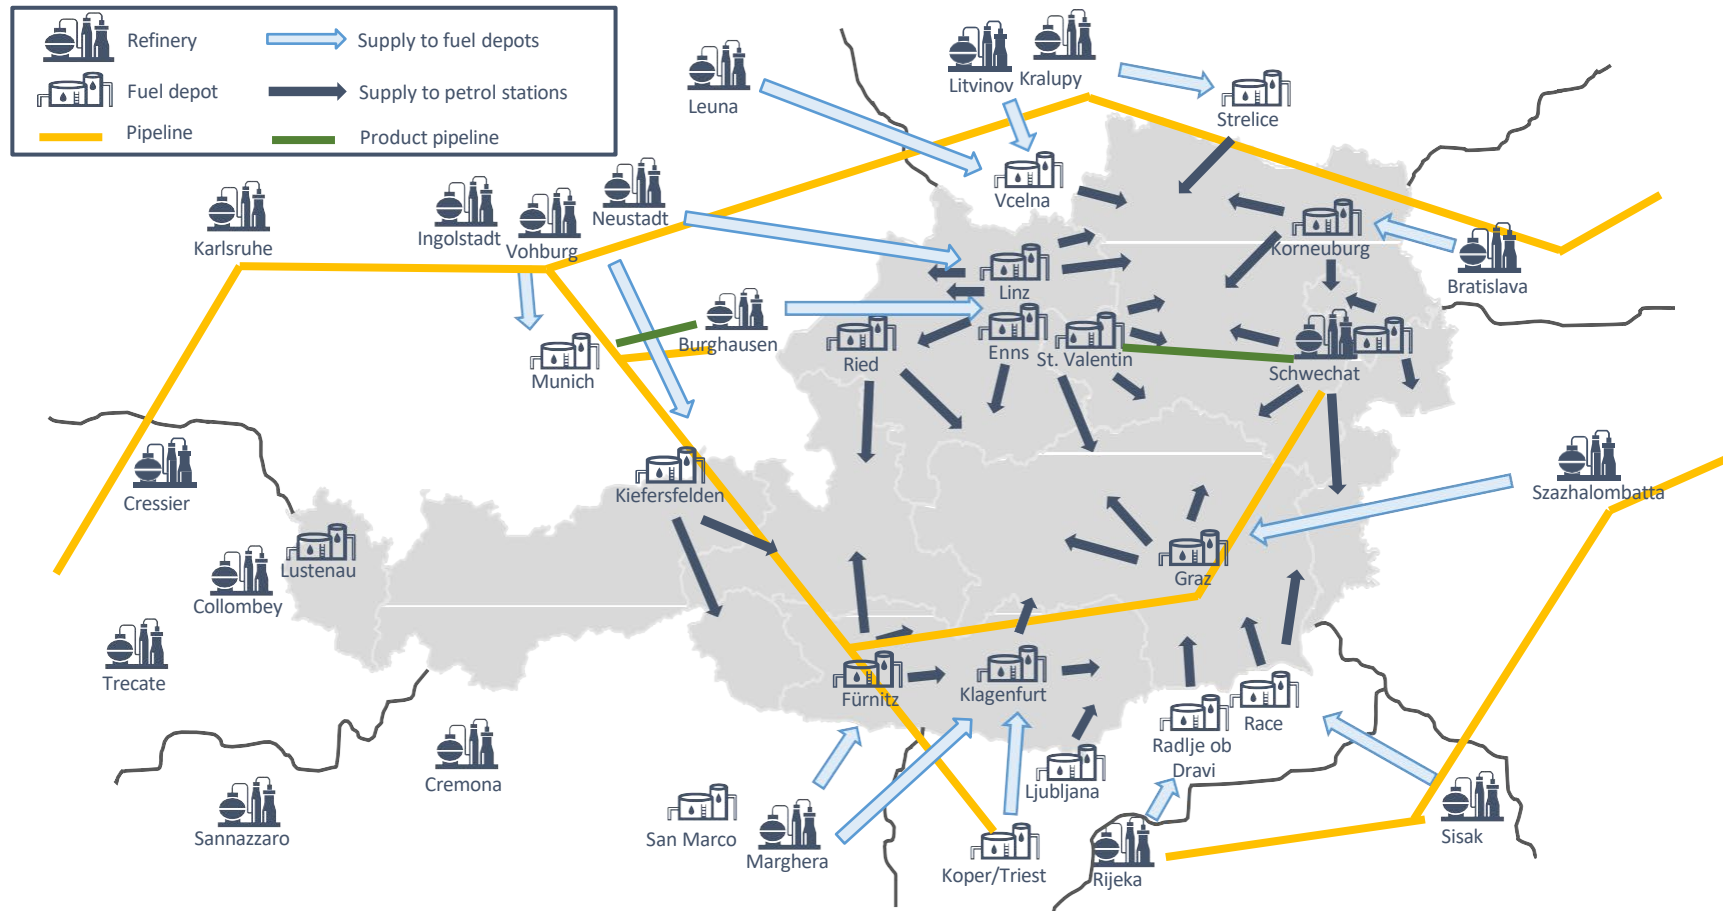 Refinery
Supply to fuel depots
Fuel depot
Supply to petrol stations
Pipeline
Product pipeline
Leuna
Litvinov
Kralupy
Strelice
Vcelna
Karlsruhe
Ingolstadt
Vohburg
Neustadt
Korneuburg
Bratislava
Linz
Burghausen
Munich
Ried
Enns
St. Valentin
Schwechat
Cressier
Kiefersfelden
Szazhalombatta
Lustenau
Collombey
Graz
Trecate
Fürnitz
Klagenfurt
Race
Radlje ob
Dravi
Cremona
Ljubljana
Sannazzaro
San Marco
Marghera
Koper/Triest
Rijeka
Sisak